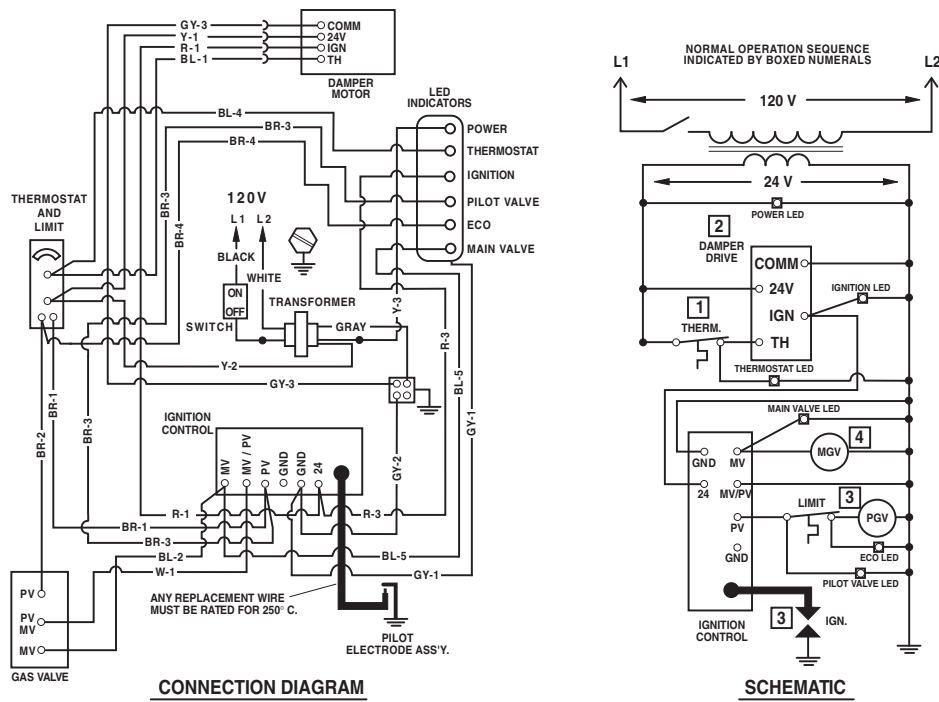 GY-3
Y-1
R-1
BL-1
COMM
24V
IGN
TH
DAMPER
MOTOR
LED
INDICATORS
BL-4
BR-3
BR-4
POWER
THERMOSTAT
IGNITION
PILOT VALVE
ECO
MAIN VALVE
THERMOSTAT
AND
LIMIT
BR-3
BR-4
120V
L1 L2
BLACK
WHITE
ON
OFF
SWITCH
TRANSFORMER
GRAY
Y-2
GY-3
Y-3
R-3
BL-5
GY-1
BR-1
BR-2
BR-3
IGNITION
CONTROL
MV
MV / PV
PV
GND
GND
24
GY-2
R-1
R-3
BR-1
BR-3
BL-2
BL-5
W-1
GY-1
ANY REPLACEMENT WIRE
MUST BE RATED FOR 250° C.
PILOT
ELECTRODE ASS'Y.
PV
PV
MV
MV
GAS VALVE
CONNECTION DIAGRAM
NORMAL OPERATION SEQUENCE
INDICATED BY BOXED NUMERALS
L1
L2
120 V
24 V
POWER LED
2
DAMPER
DRIVE
COMM
24V
IGN
TH
IGNITION LED
1
THERM.
THERMOSTAT LED
MAIN VALVE LED
GND
MV
MGV
4
24
MV/PV
LIMIT
3
PV
PGV
GND
ECO LED
PILOT VALVE LED
IGNITION
CONTROL
3
IGN.
SCHEMATIC